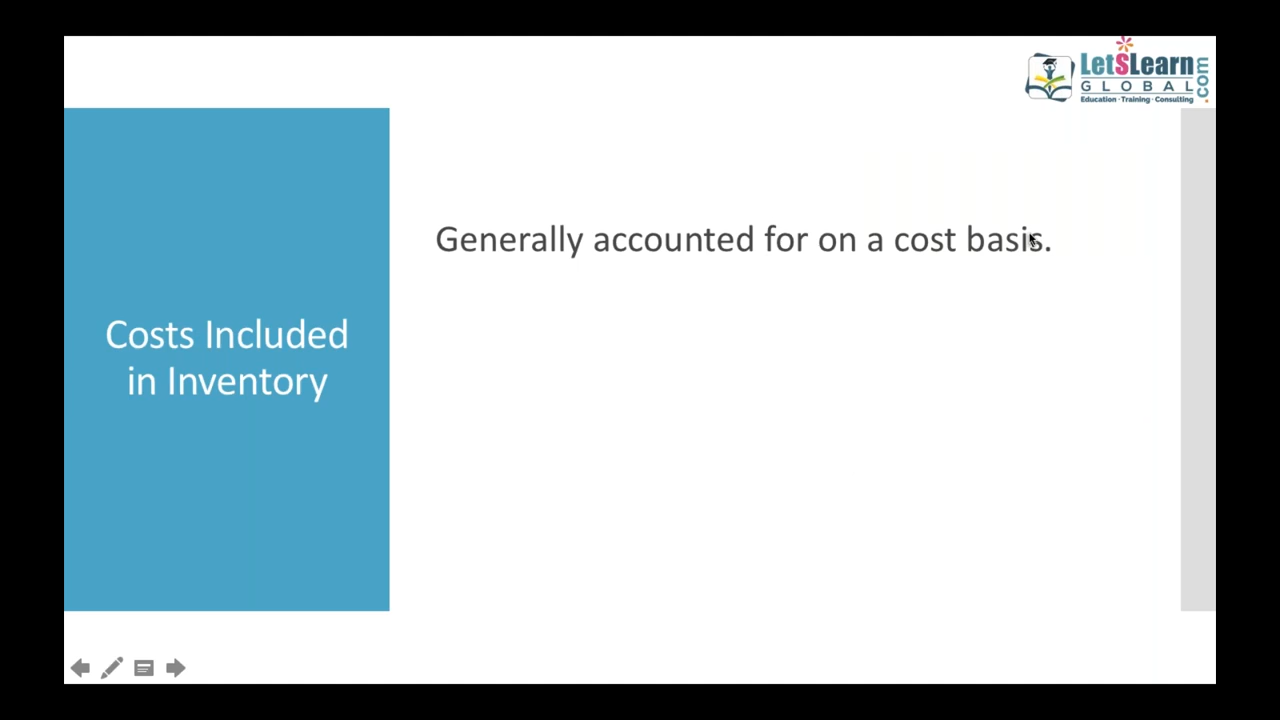 LetSLearn
GLOBAL
.com
Education · Training · Consulting
Generally accounted for on a cost basis.
Costs Included
in Inventory